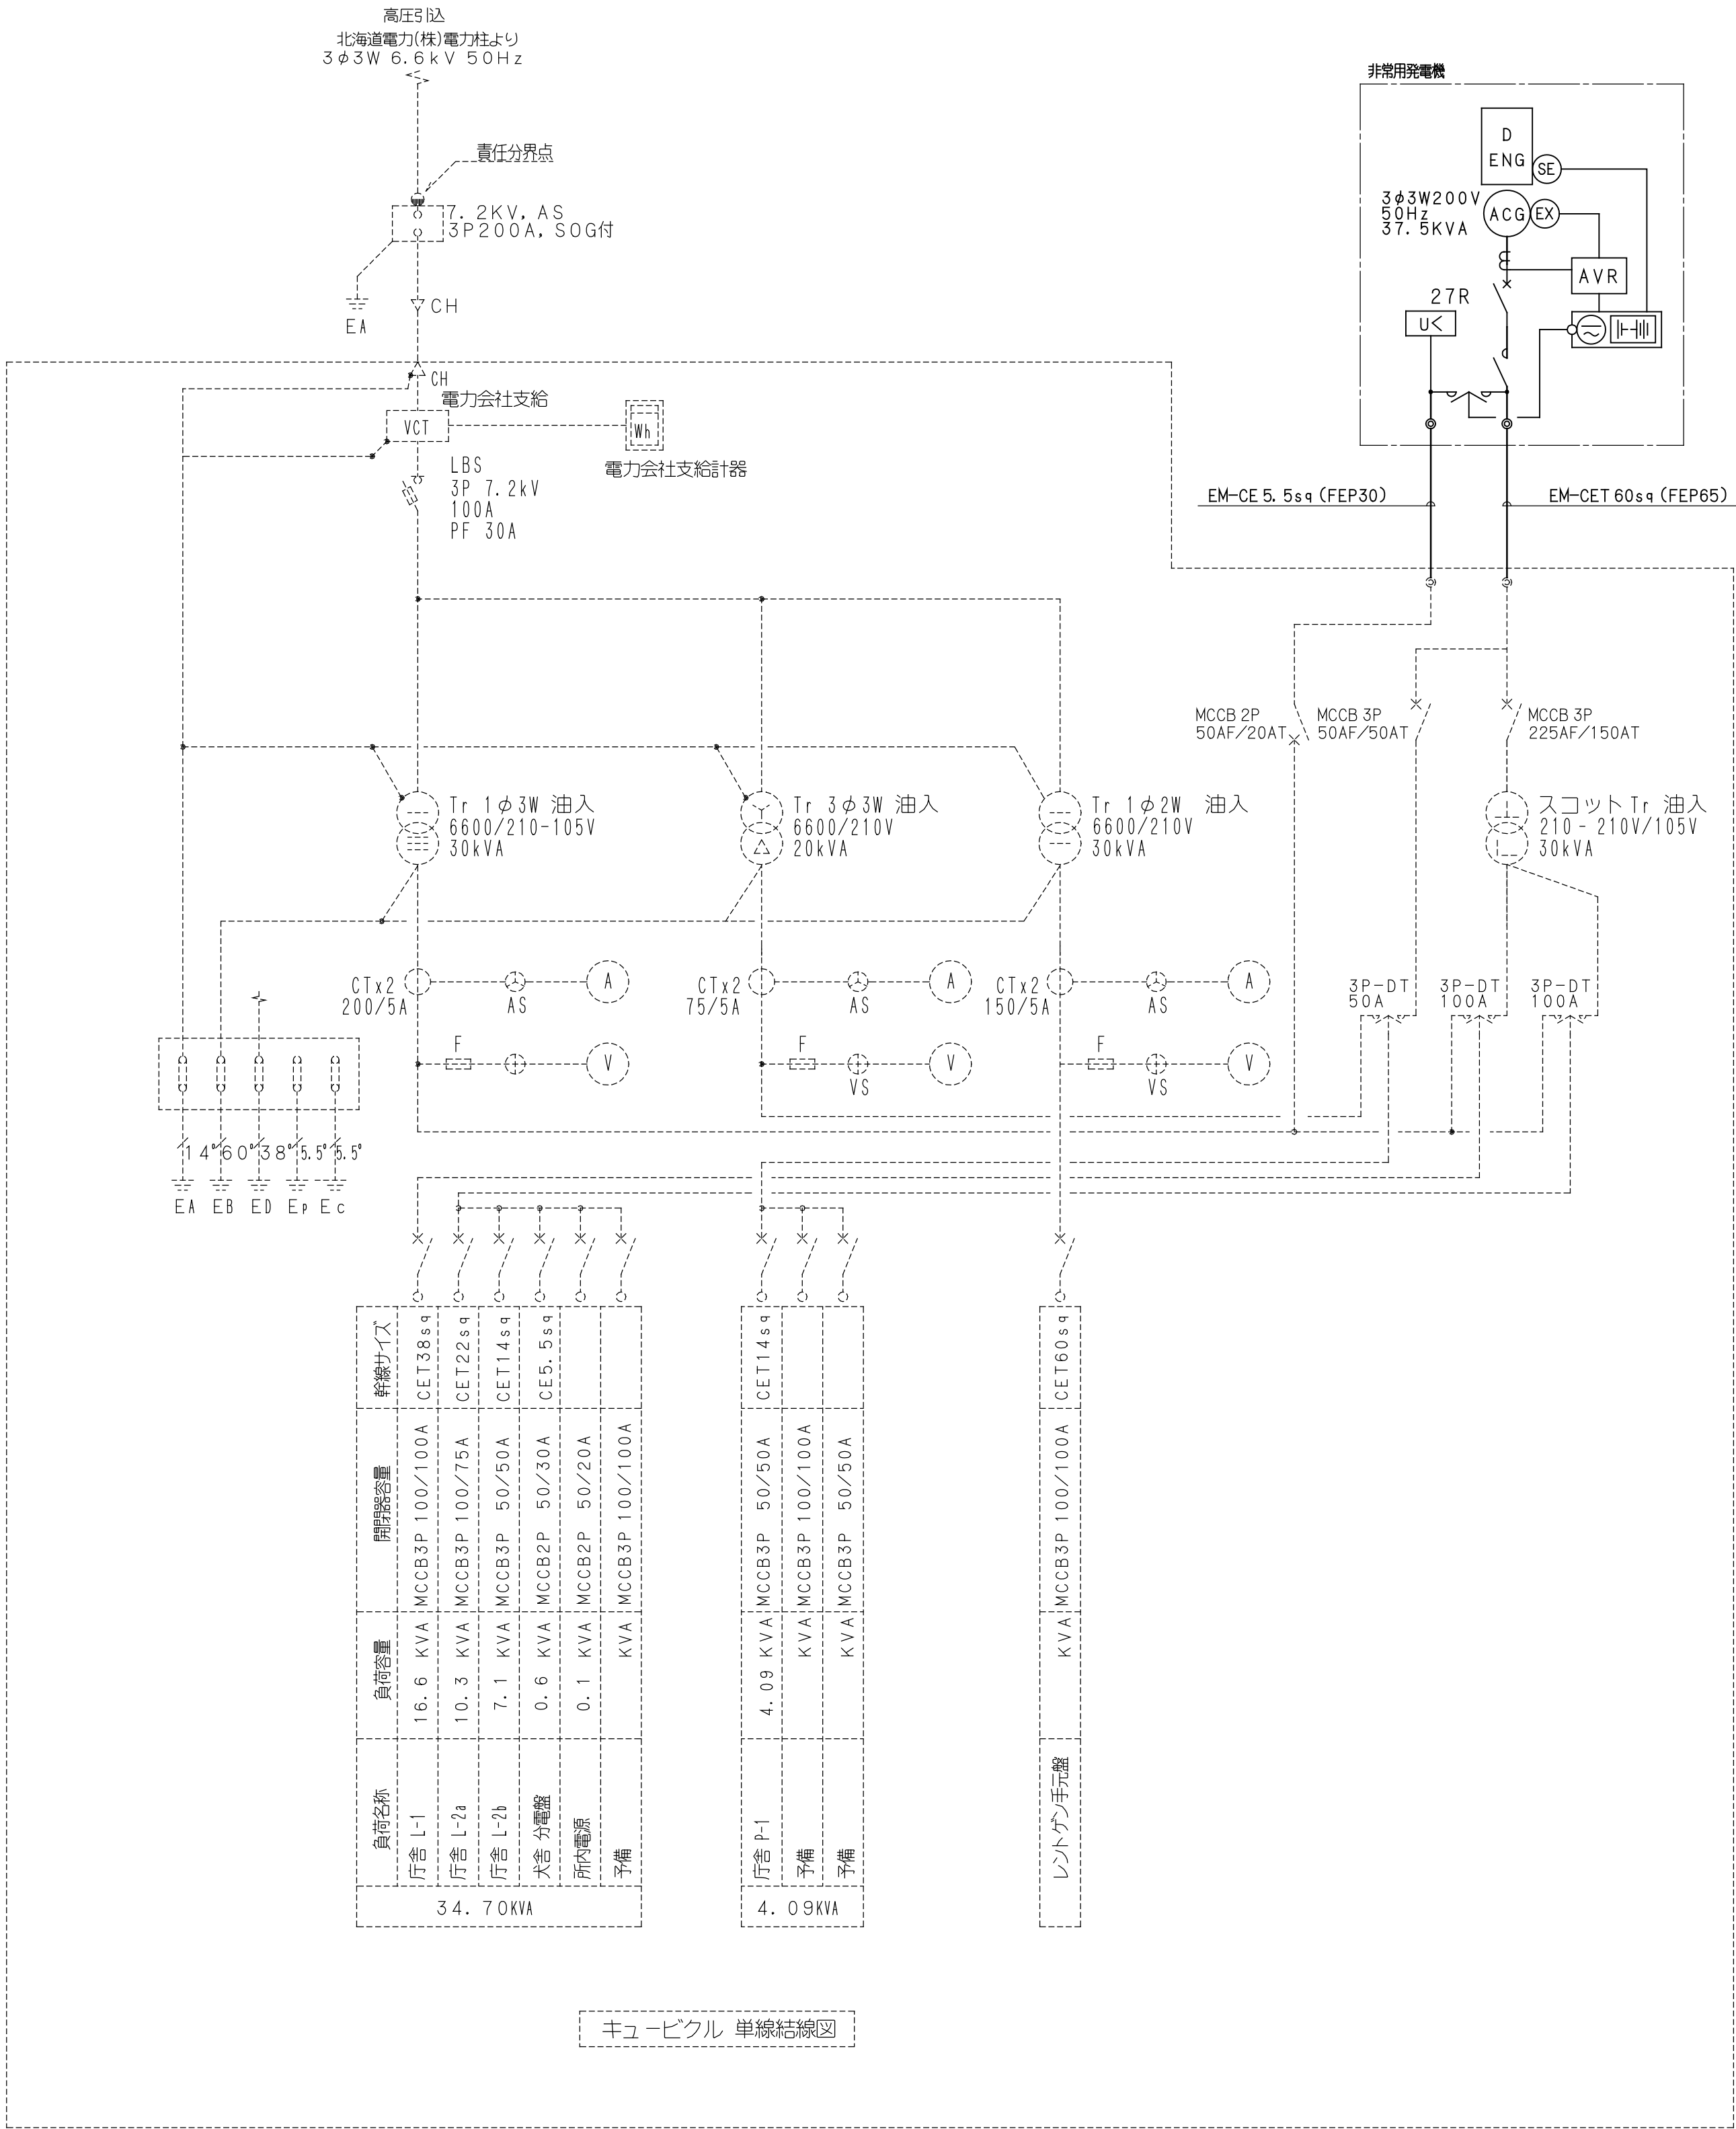 高圧引込
北海道電力(株)電力柱より
3φ3W 6.6kV 50Hz
責任分界点
7.2KV, AS
3P200A, SOG付
EA
CH
CH
電力会社支給
VCT
Wh
電力会社支給計器
LBS
3P 7.2kV
100A
PF 30A
非常用発電機
D
ENG
SE
3φ3W200V
50Hz
37.5KVA
ACG
EX
AVR
27R
U<
EM-CE 5.5sq (FEP30)
EM-CET 60sq (FEP65)
MCCB 2P
50AF/20AT
MCCB 3P
50AF/50AT
MCCB 3P
225AF/150AT
Tr 1φ3W 油入
6600/210-105V
30kVA
Tr 3φ3W 油入
6600/210V
20kVA
Tr 1φ2W 油入
6600/210V
30kVA
スコットTr 油入
210-210V/105V
30kVA
CTx2
200/5A
AS
A
CTx2
75/5A
AS
A
CTx2
150/5A
AS
A
F
V
F
VS
V
F
VS
V
3P-DT
50A
3P-DT
100A
3P-DT
100A
14° 60° 38° 5.5° 5.5°
EA EB ED Ep Ec
幹線サイズ
CET38sq
CET22sq
CET14sq
CE5.5sq
CET14sq
CET60sq
開閉器容量
MCCB3P 100/100A
MCCB3P 100/75A
MCCB3P 50/50A
MCCB2P 50/30A
MCCB2P 50/20A
MCCB3P 100/100A
MCCB3P 50/50A
MCCB3P 100/100A
MCCB3P 50/50A
MCCB3P 100/100A
負荷容量
16.6 KVA
10.3 KVA
7.1 KVA
0.6 KVA
0.1 KVA
KVA
4.09 KVA
KVA
KVA
KVA
負荷名称
庁舎 L-1
庁舎 L-2a
庁舎 L-2b
犬舎 分電盤
所内電源
予備
庁舎 P-1
予備
予備
レントゲン手元盤
34.70KVA
4.09KVA
キュービクル 単線結線図